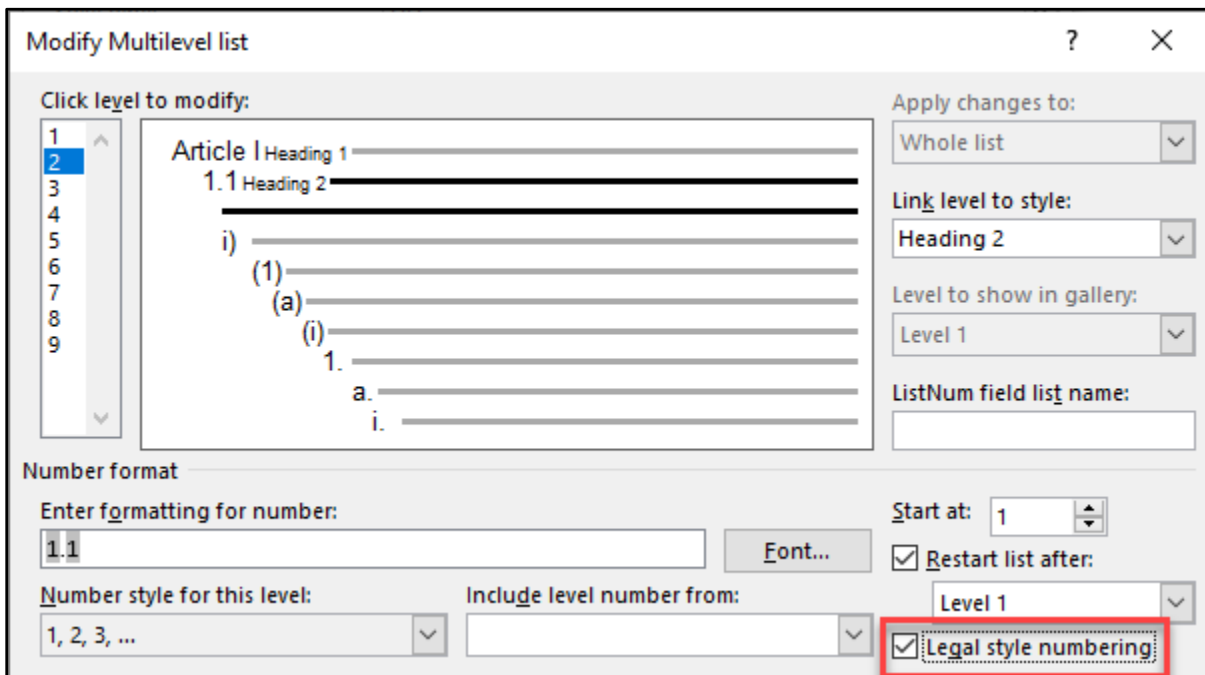 Modify Multilevel list ? X
Click level to modify: Apply changes to:
1
2
3
4
5
6
7
8
9
Article I Heading 1
1.1 Heading 2
i)
(1)
(a)
(i)
1.
a.
i.
Whole list
Link level to style:
Heading 2
Level to show in gallery:
Level 1
ListNum field list name:
Number format
Enter formatting for number: Start at: 1
1.1 Font... Restart list after:
Number style for this level: Include level number from: Level 1
1, 2, 3, ... Legal style numbering